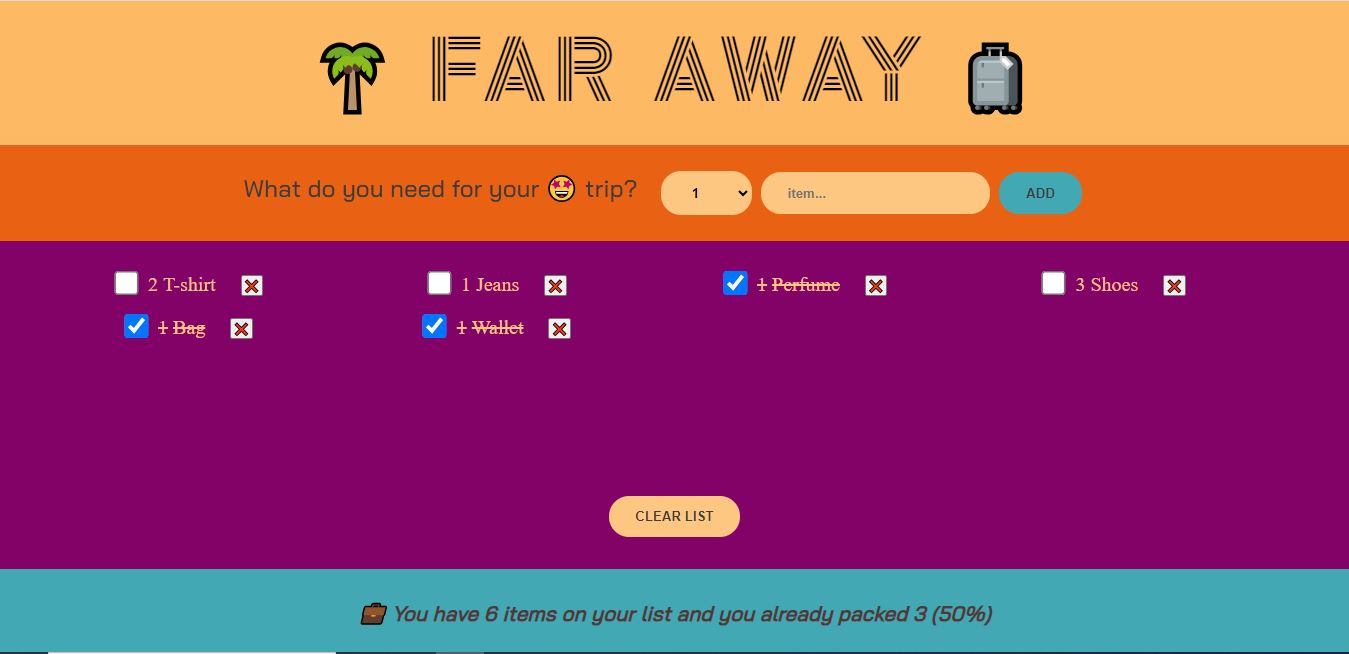 FAR AWAY
What do you need for your 🤩 trip? 1 item... ADD
2 T-shirt 1 Jeans 1 Perfume 3 Shoes
1 Bag 1 Wallet
CLEAR LIST
You have 6 items on your list and you already packed 3 (50%)